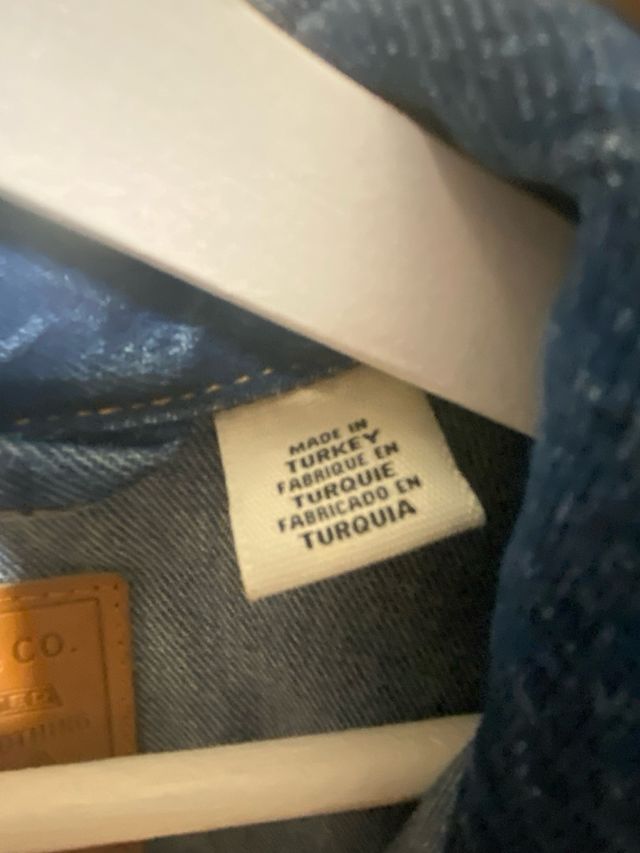 MADE IN
TURKEY
FABRIQUE EN
TURQUIE
FABRICADO EN
TURQUIA
CO.